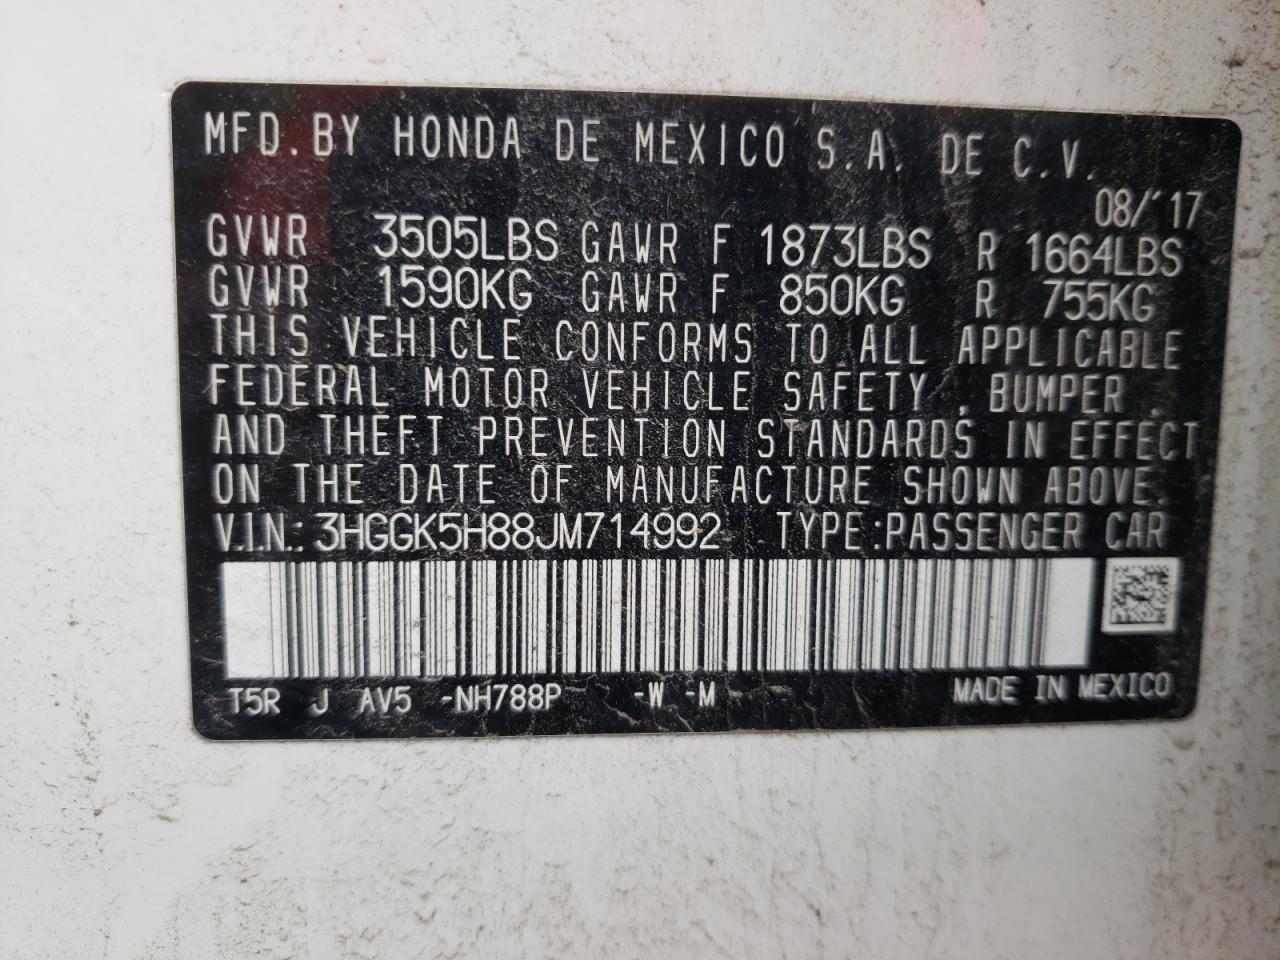 MFD.BY HONDA DE MEXICO S.A. DE C.V.
08/'17
GVWR 3505LBS GAWR F 1873LBS R 1664LBS
GVWR 1590KG GAWR F 850KG R 755KG
THIS VEHICLE CONFORMS TO ALL APPLICABLE
FEDERAL MOTOR VEHICLE SAFETY , BUMPER ,
AND THEFT PREVENTION STANDARDS IN EFFECT
ON THE DATE OF MANUFACTURE SHOWN ABOVE.
V.I.N.: 3HGGK5H88JM714992 TYPE:PASSENGER CAR
T5R J AV5 -NH788P -W -M MADE IN MEXICO